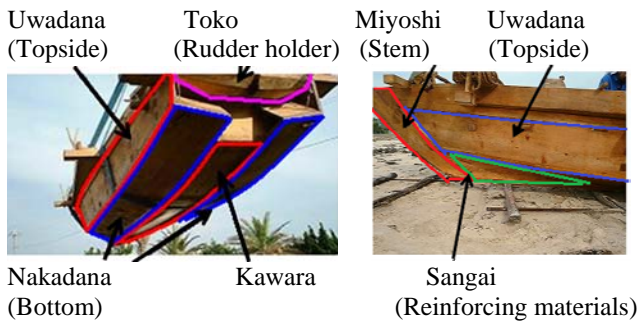 Uwadana Toko Miyoshi Uwadana
(Topside) (Rudder holder) (Stem) (Topside)
Nakadana Kawara Sangai
(Bottom) (Reinforcing materials)